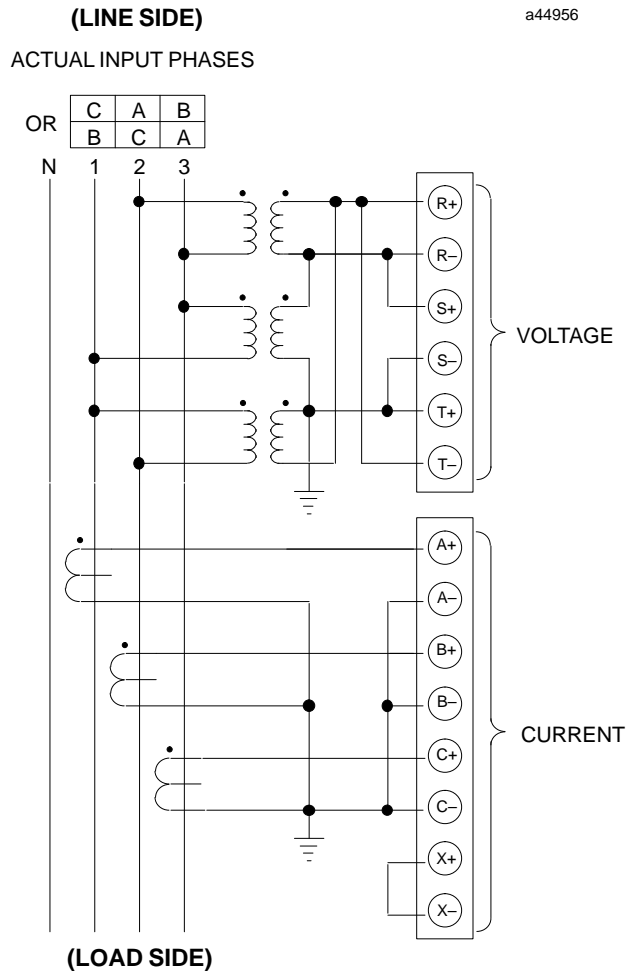 (LINE SIDE)
a44956
ACTUAL INPUT PHASES
C A B
OR
B C A
N 1 2 3
R+
R–
S+
VOLTAGE
S–
T+
T–
A+
A–
B+
B–
CURRENT
C+
C–
X+
X–
(LOAD SIDE)